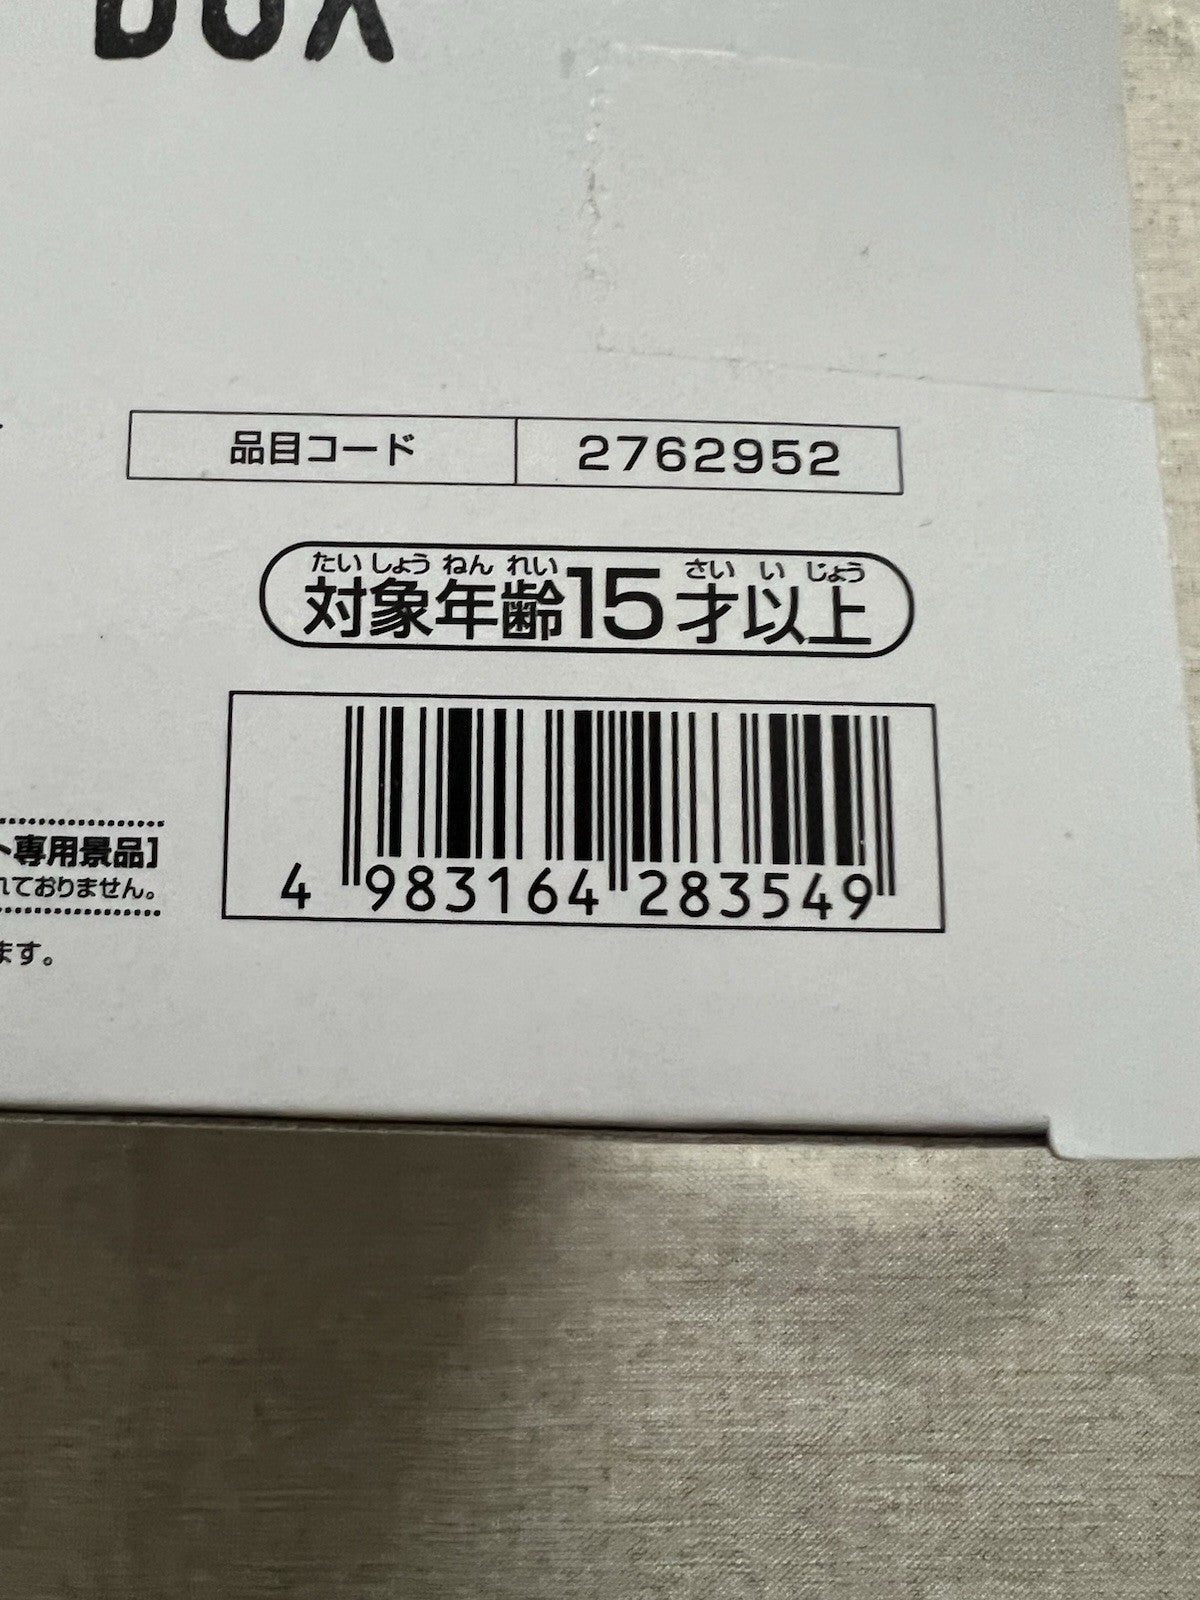 BOX
品目コード 2762952
たいしょうねんれい さいいじょう
対象年齢15才以上
ト専用景品]
れておりません。
ます。
4 983164 283549